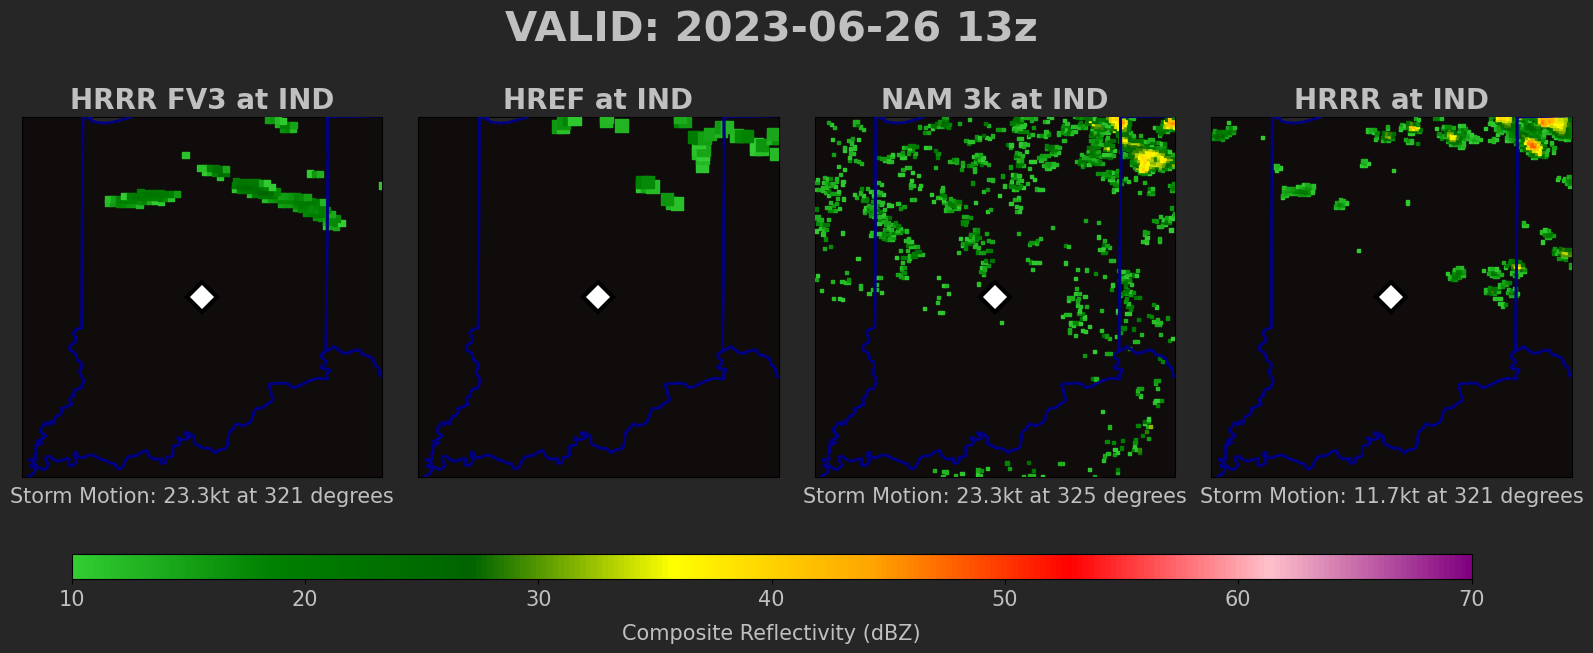 VALID: 2023-06-26 13z
HRRR FV3 at IND
HREF at IND
NAM 3k at IND
HRRR at IND
Storm Motion: 23.3kt at 321 degrees
Storm Motion: 23.3kt at 325 degrees
Storm Motion: 11.7kt at 321 degrees
10 20 30 40 50 60 70
Composite Reflectivity (dBZ)